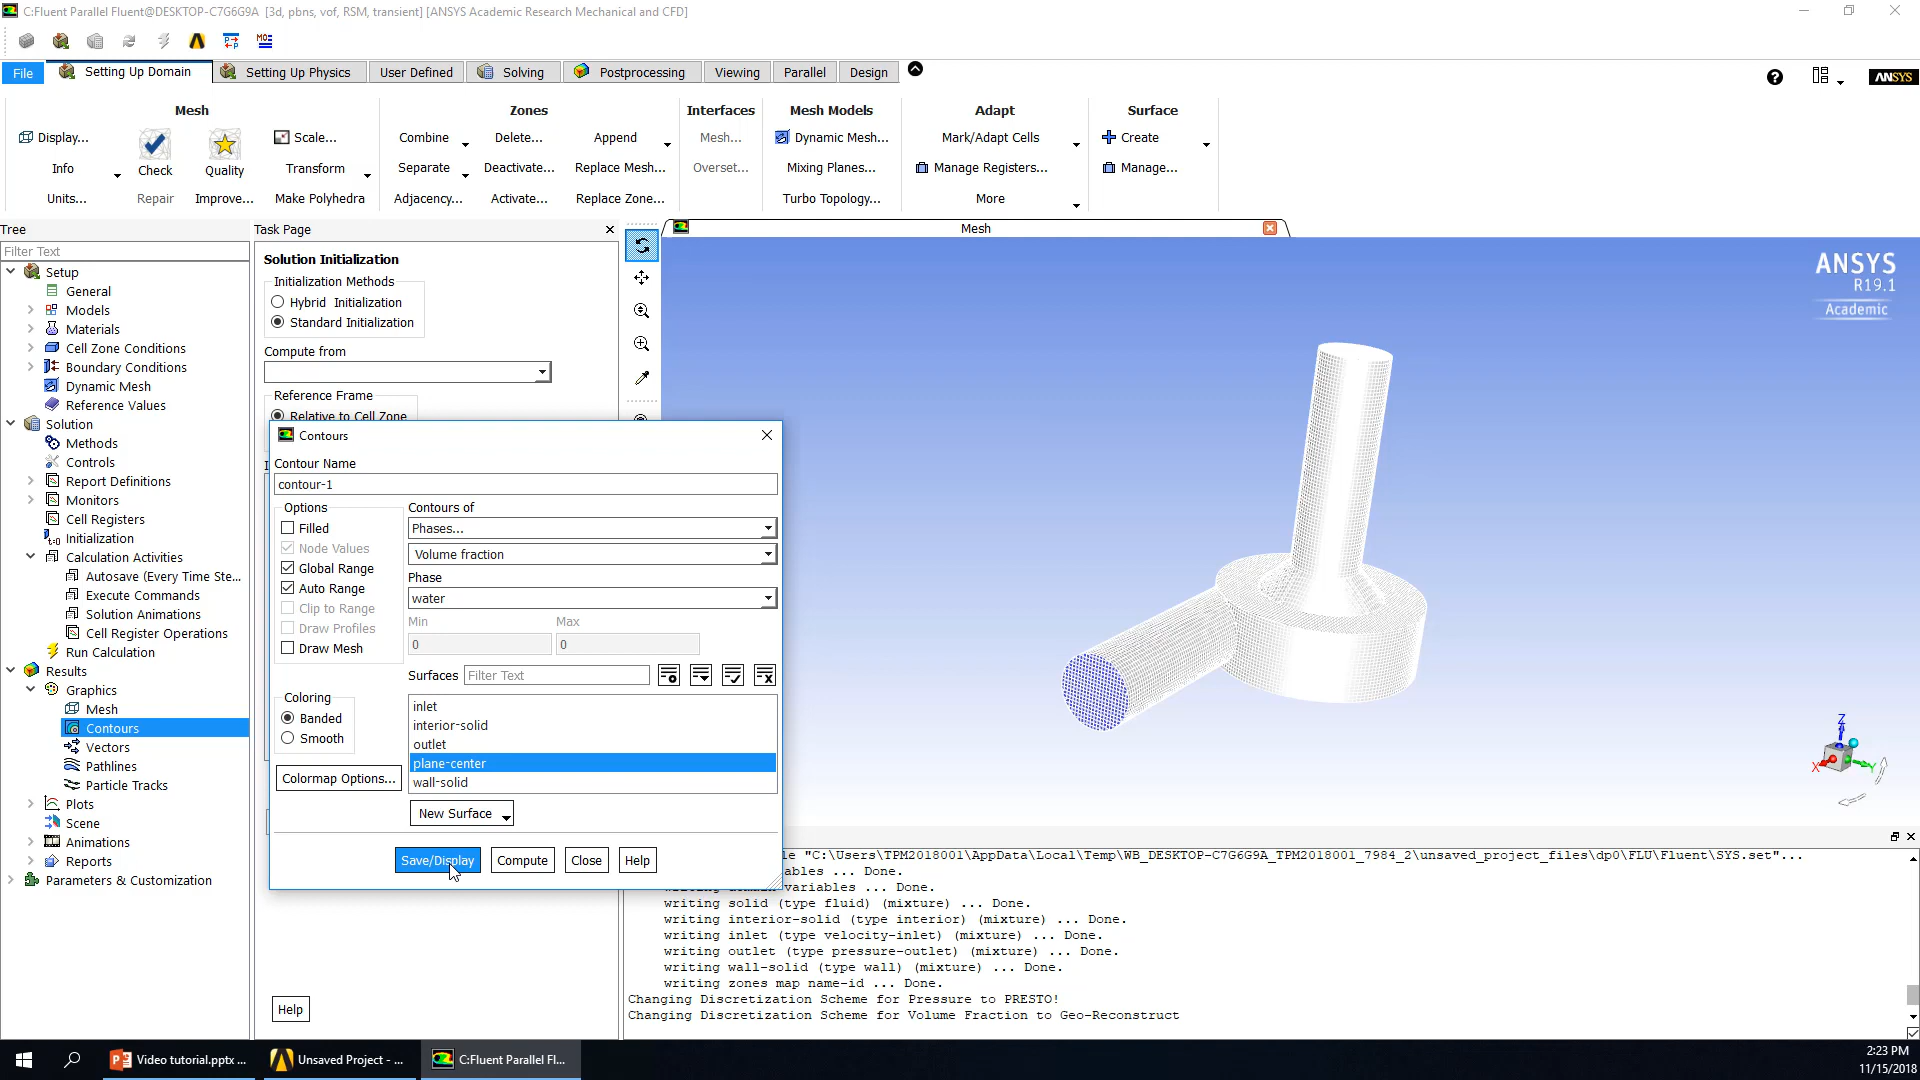 C:Fluent Parallel Fluent@DESKTOP-C7G6G9A [3d, pbns, vof, RSM, transient] [ANSYS Academic Research Mechanical and CFD]
File
Setting Up Domain
Setting Up Physics
User Defined
Solving
Postprocessing
Viewing
Parallel
Design
ANSYS
Mesh
Zones
Interfaces
Mesh Models
Adapt
Surface
Display...
Scale...
Combine
Delete...
Append
Mesh...
Dynamic Mesh...
Mark/Adapt Cells
Create
Info
Check
Quality
Transform
Separate
Deactivate...
Replace Mesh...
Overset...
Mixing Planes...
Manage Registers...
Manage...
Units...
Repair
Improve...
Make Polyhedra
Adjacency...
Activate...
Replace Zone...
Turbo Topology...
More
Tree
Filter Text
Setup
General
Models
Materials
Cell Zone Conditions
Boundary Conditions
Dynamic Mesh
Reference Values
Solution
Methods
Controls
Report Definitions
Monitors
Cell Registers
Initialization
Calculation Activities
Autosave (Every Time Ste...
Execute Commands
Solution Animations
Cell Register Operations
Run Calculation
Results
Graphics
Mesh
Contours
Vectors
Pathlines
Particle Tracks
Plots
Scene
Animations
Reports
Parameters & Customization
Task Page
Solution Initialization
Initialization Methods
Hybrid Initialization
Standard Initialization
Compute from
Reference Frame
Relative to Cell Zone
Help
Contours
Contour Name
contour-1
Options
Filled
Node Values
Global Range
Auto Range
Clip to Range
Draw Profiles
Draw Mesh
Coloring
Banded
Smooth
Colormap Options...
Contours of
Phases...
Volume fraction
Phase
water
Min
Max
0
0
Surfaces
Filter Text
inlet
interior-solid
outlet
plane-center
wall-solid
New Surface
Save/Display
Compute
Close
Help
Mesh
ANSYS
R19.1
Academic
Z
X
Y
le "C:\Users\TPM2018001\AppData\Local\Temp\WB_DESKTOP-C7G6G9A_TPM2018001_7984_2\unsaved_project_files\dp0\FLU\Fluent\SYS.set"...
ables ... Done.
variables ... Done.
writing solid (type fluid) (mixture) ... Done.
writing interior-solid (type interior) (mixture) ... Done.
writing inlet (type velocity-inlet) (mixture) ... Done.
writing outlet (type pressure-outlet) (mixture) ... Done.
writing wall-solid (type wall) (mixture) ... Done.
writing zones map name-id ... Done.
Changing Discretization Scheme for Pressure to PRESTO!
Changing Discretization Scheme for Volume Fraction to Geo-Reconstruct
Video tutorial.pptx ...
Unsaved Project - ...
C:Fluent Parallel Fl...
2:23 PM
11/15/2018